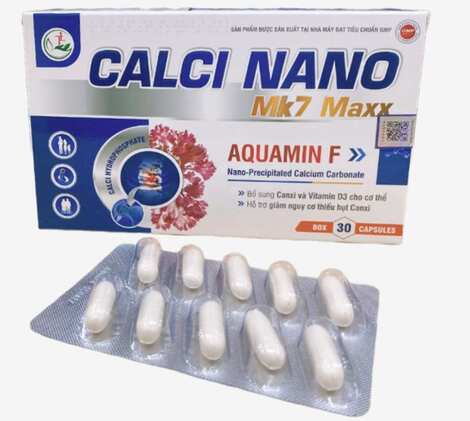 SẢN PHẨM ĐƯỢC SẢN XUẤT TẠI NHÀ MÁY ĐẠT TIÊU CHUẨN GMP
GMP
CALCI NANO
Mk7 Maxx
CALCI HYDROPHOSPHATE
AQUAMIN F
Nano-Precipitated Calcium Carbonate
Bổ sung Canxi và Vitamin D3 cho cơ thể
Hỗ trợ giảm nguy cơ thiếu hụt Canxi
BOX 30 CAPSULES